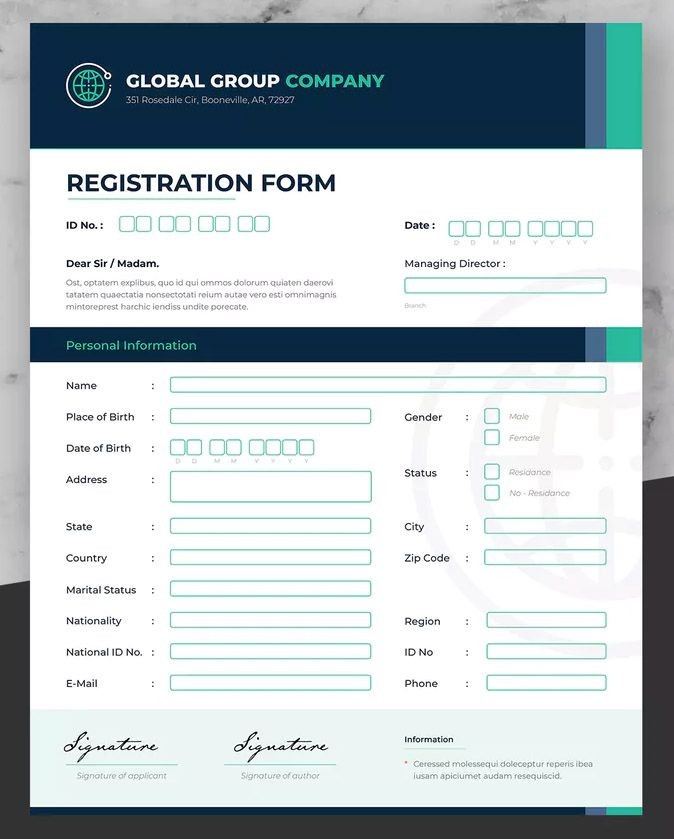 GLOBAL GROUP COMPANY
351 Rosedale Cir, Booneville, AR, 72927
REGISTRATION FORM
ID No. :
Date :
D D M M Y Y Y Y
Dear Sir / Madam.
Managing Director :
Ost, optatem explibus, quo id qui ommos dolorum quiaten daerovi
tatatem quaectatia nonsectotati reium autae vero esti omnimagnis
mintoreprest harchic iendiss undite porecate.
Branch
Personal Information
Name :
Place of Birth :
Gender : Male
Female
Date of Birth :
D D M M Y Y Y Y
Address :
Status : Residance
No - Residance
State :
City :
Country :
Zip Code :
Marital Status :
Nationality :
Region :
National ID No. :
ID No :
E-Mail :
Phone :
Signature
Signature
Information
Signature of applicant
Signature of author
* Ceressed molessequi doleceptur reperis ibea
iusam apiciumet audam resequiscid.